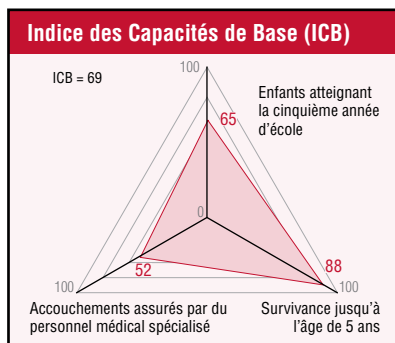 Indice des Capacités de Base (ICB)
ICB = 69
100
Enfants atteignant
la cinquième année
d'école
65
0
52
88
100
100
Accouchements assurés par du
personnel médical spécialisé
Survivance jusqu'à
l'âge de 5 ans